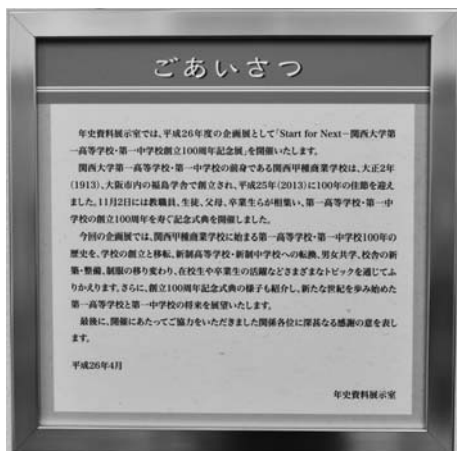 ごあいさつ
年史資料展示室では、平成26年度の企画展として「Start for Next－関西大学第
一高等学校・第一中学校創立100周年記念展」を開催いたします。
関西大学第一高等学校・第一中学校の前身である関西甲種商業学校は、大正2年
(1913)、大阪市内の福島学舎で創立され、平成25年(2013)に100年の佳節を迎え
ました。11月2日には教職員、生徒、父母、卒業生らが相集い、第一高等学校・第一中
学校の創立100周年を寿ぐ記念式典を開催しました。
今回の企画展では、関西甲種商業学校に始まる第一高等学校・第一中学校100年の
歴史を、学校の創立と移転、新制高等学校・新制中学校への転換、男女共学、校舎の新
築・整備、制服の移り変わり、在校生や卒業生の活躍などさまざまなトピックを通じてふ
りかえります。さらに、創立100周年記念式典の様子も紹介し、新たな世紀を歩み始めた
第一高等学校と第一中学校の将来を展望いたします。
最後に、開催にあたってご協力をいただきました関係各位に深甚なる感謝の意を表し
ます。
平成26年4月
年史資料展示室